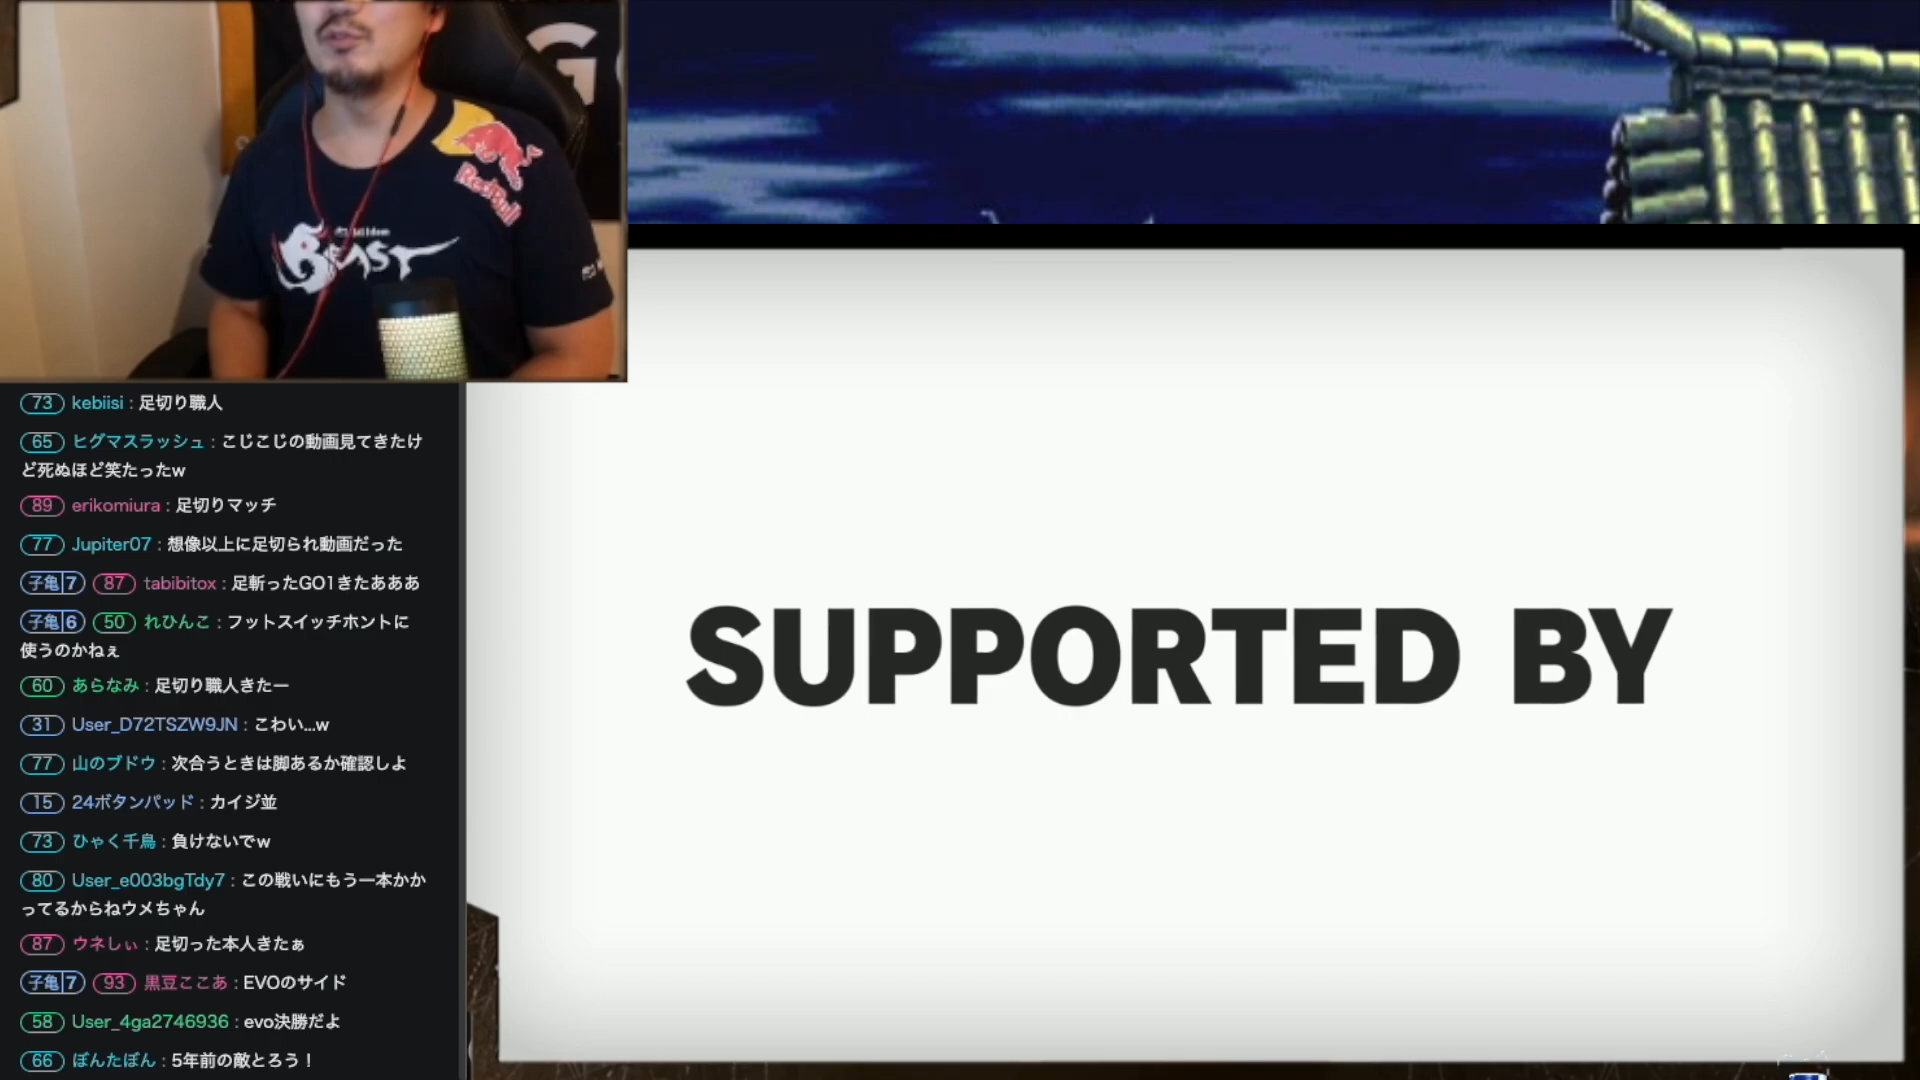 G
RedBull
BEAST
73 kebiisi : 足切り職人
65 ヒグマスラッシュ : こじこじの動画見てきたけ
ど死ぬほど笑たったw
89 erikomiura : 足切りマッチ
77 Jupiter07 : 想像以上に足切られ動画だった
子亀 7 87 tabibitox : 足斬ったGO1きたあああ
子亀 6 50 れひんこ : フットスイッチホントに
使うのかねぇ
60 あらなみ : 足切り職人きたー
31 User_D72TSZW9JN : こわい...w
77 山のブドウ : 次合うときは脚あるか確認しよ
15 24ボタンパッド : カイジ並
73 ひゃく千鳥 : 負けないでw
80 User_e003bgTdy7 : この戦いにもう一本かか
ってるからねウメちゃん
87 ウネしぃ : 足切った本人きたぁ
子亀 7 93 黒豆ここあ : EVOのサイド
58 User_4ga2746936 : evo決勝だよ
66 ぽんたぽん : 5年前の敵とろう！
SUPPORTED BY